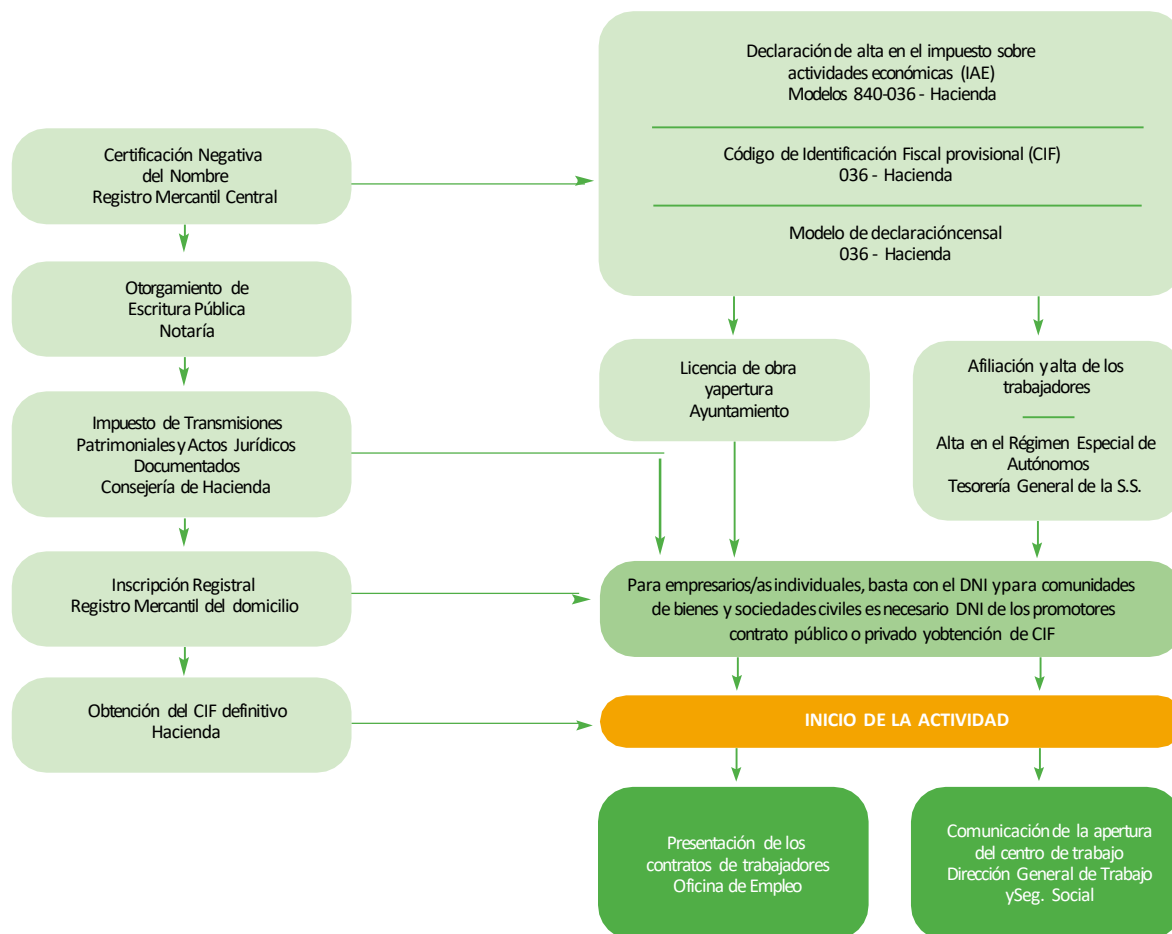 Certificación Negativa
del Nombre
Registro Mercantil Central
Otorgamiento de
Escritura Pública
Notaría
Impuesto de Transmisiones
Patrimoniales y Actos Jurídicos
Documentados
Consejería de Hacienda
Inscripción Registral
Registro Mercantil del domicilio
Obtención del CIF definitivo
Hacienda
Declaración de alta en el impuesto sobre
actividades económicas (IAE)
Modelos 840-036 - Hacienda
Código de Identificación Fiscal provisional (CIF)
036 - Hacienda
Modelo de declaracióncensal
036 - Hacienda
Licencia de obra
yapertura
Ayuntamiento
Afiliación y alta de los
trabajadores
Alta en el Régimen Especial de
Autónomos
Tesorería General de la S.S.
Para empresarios/as individuales, basta con el DNI ypara comunidades
de bienes y sociedades civiles es necesario DNI de los promotores
contrato público o privado yobtención de CIF
INICIO DE LA ACTIVIDAD
Presentación de los
contratos de trabajadores
Oficina de Empleo
Comunicación de la apertura
del centro de trabajo
Dirección General de Trabajo
ySeg. Social